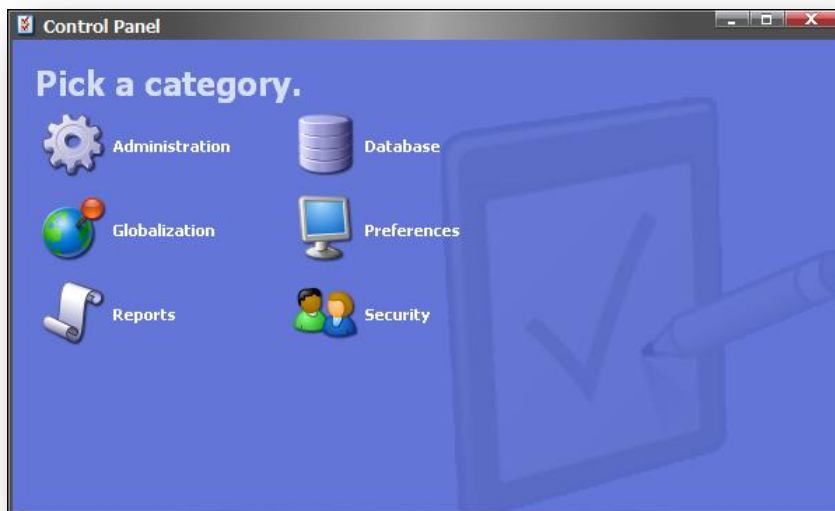 Control Panel
Pick a category.
Administration
Database
Globalization
Preferences
Reports
Security